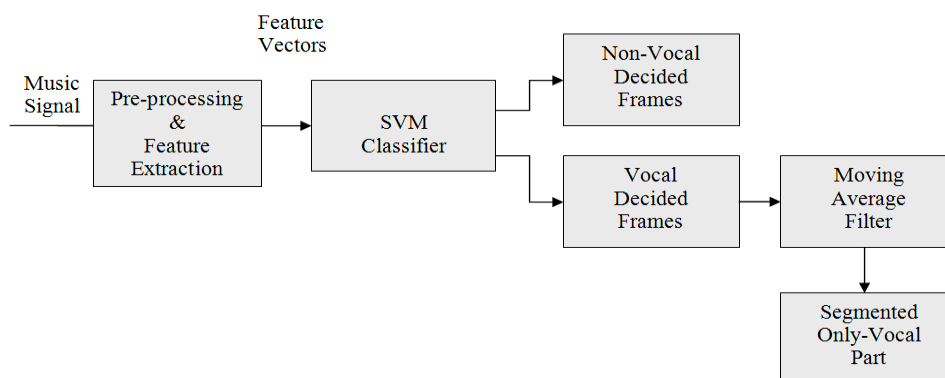 Feature
Vectors
Music
Signal
Pre-processing
&
Feature
Extraction
SVM
Classifier
Non-Vocal
Decided
Frames
Vocal
Decided
Frames
Moving
Average
Filter
Segmented
Only-Vocal
Part